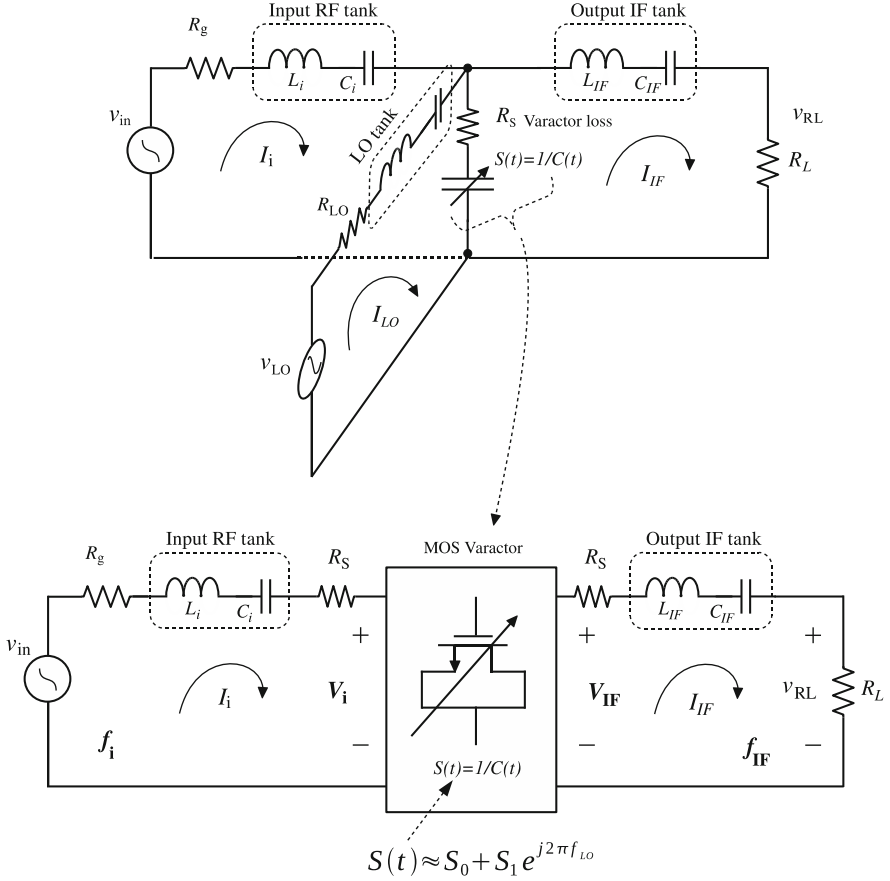 Input RF tank
Output IF tank
R_g
L_i
C_i
L_IF
C_IF
v_in
I_i
LO tank
R_S Varactor loss
S(t)=1/C(t)
v_RL
R_L
I_IF
R_LO
I_LO
v_LO
MOS Varactor
Input RF tank
Output IF tank
R_g
R_S
R_S
L_i
C_i
L_IF
C_IF
v_in
+
+
+
I_i
V_i
V_IF
I_IF
v_RL
R_L
f_i
−
−
f_IF
−
S(t)=1/C(t)
S(t)≈S_0+S_1 e^{j2πf_LO}